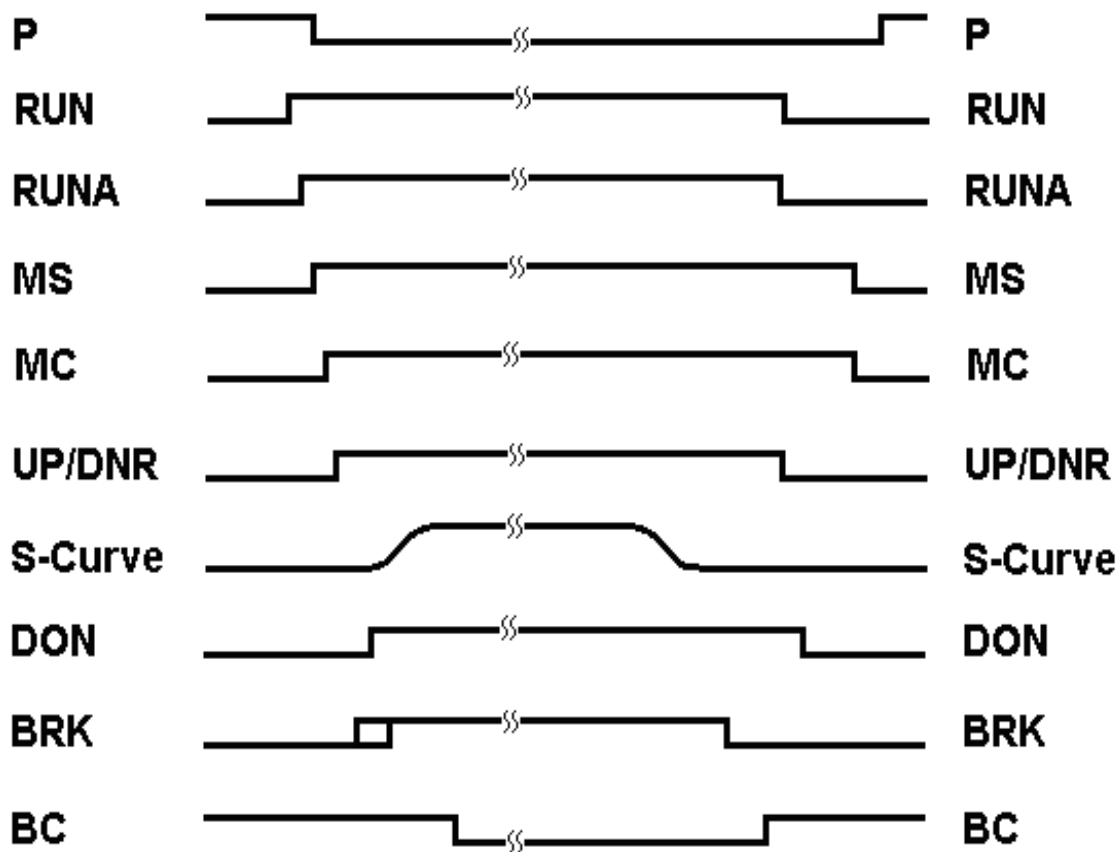 P P
RUN RUN
RUNA RUNA
MS MS
MC MC
UP/DNR UP/DNR
S-Curve S-Curve
DON DON
BRK BRK
BC BC